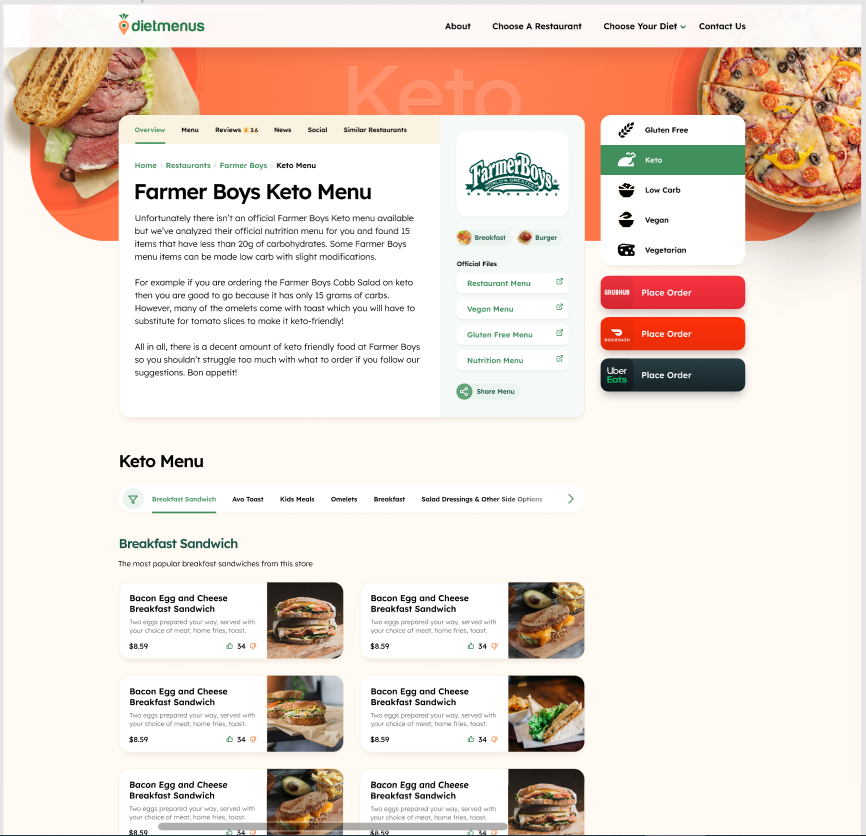 dietmenus
About
Choose A Restaurant
Choose Your Diet
Contact Us
Keto
Overview
Menu
Reviews 3.6
News
Social
Similar Restaurants
Home > Restaurants > Farmer Boys > Keto Menu
Farmer Boys Keto Menu
Unfortunately there isn't an official Farmer Boys Keto menu available
but we've analyzed their official nutrition menu for you and found 15
items that have less than 20g of carbohydrates. Some Farmer Boys
menu items can be made low carb with slight modifications.
For example if you are ordering the Farmer Boys Cobb Salad on keto
then you are good to go because it has only 15 grams of carbs.
However, many of the omelets come with toast which you will have to
substitute for tomato slices to make it keto-friendly!
All in all, there is a decent amount of keto friendly food at Farmer Boys
so you shouldn't struggle too much with what to order if you follow our
suggestions. Bon appetit!
Farmer Boys
WORLD'S GREATEST
HAMBURGERS
Breakfast
Burger
Official Files
Restaurant Menu
Vegan Menu
Gluten Free Menu
Nutrition Menu
Share Menu
Gluten Free
Keto
Low Carb
Vegan
Vegetarian
GRUBHUB
Place Order
DOORDASH
Place Order
Uber
Eats
Place Order
Keto Menu
Breakfast Sandwich
Avo Toast
Kids Meals
Omelets
Breakfast
Salad Dressings & Other Side Options
Breakfast Sandwich
The most popular breakfast sandwiches from this store
Bacon Egg and Cheese
Breakfast Sandwich
Two eggs prepared your way, served with
your choice of meat, home fries, toast.
$8.59
34
Bacon Egg and Cheese
Breakfast Sandwich
Two eggs prepared your way, served with
your choice of meat, home fries, toast.
$8.59
34
Bacon Egg and Cheese
Breakfast Sandwich
Two eggs prepared your way, served with
your choice of meat, home fries, toast.
$8.59
34
Bacon Egg and Cheese
Breakfast Sandwich
Two eggs prepared your way, served with
your choice of meat, home fries, toast.
$8.59
34
Bacon Egg and Cheese
Breakfast Sandwich
Two eggs prepared your way, served with
your choice of meat, home fries, toast.
$8.59
34
Bacon Egg and Cheese
Breakfast Sandwich
Two eggs prepared your way, served with
your choice of meat, home fries, toast.
$8.59
34